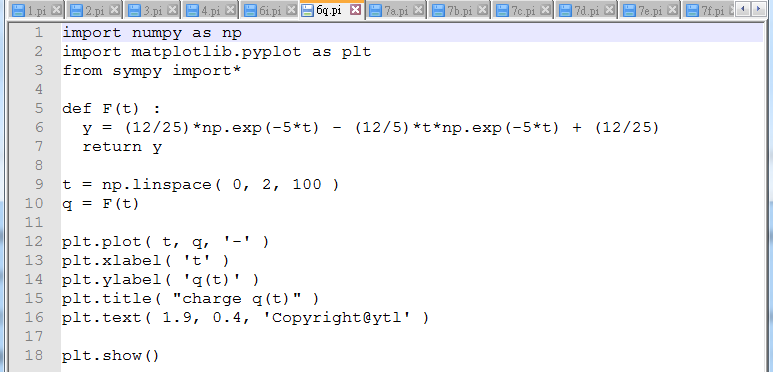 1.pi 2.pi 3.pi 4.pi 6i.pi 6q.pi 7a.pi 7b.pi 7c.pi 7d.pi 7e.pi 7f.pi
1 import numpy as np
2 import matplotlib.pyplot as plt
3 from sympy import*
4
5 def F(t) :
6   y = (12/25)*np.exp(-5*t) - (12/5)*t*np.exp(-5*t) + (12/25)
7   return y
8
9 t = np.linspace( 0, 2, 100 )
10 q = F(t)
11
12 plt.plot( t, q, '-' )
13 plt.xlabel( 't' )
14 plt.ylabel( 'q(t)' )
15 plt.title( "charge q(t)" )
16 plt.text( 1.9, 0.4, 'Copyright@ytl' )
17
18 plt.show()